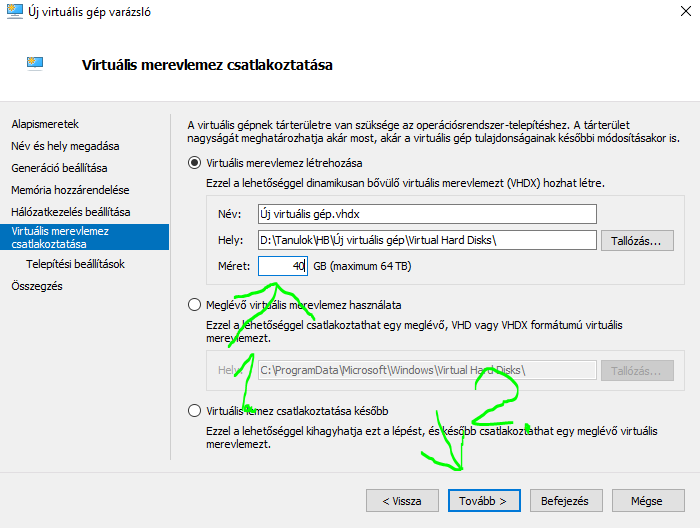 Új virtuális gép varázsló
Virtuális merevlemez csatlakoztatása
Alapismeretek
Név és hely megadása
Generáció beállítása
Memória hozzárendelése
Hálózatkezelés beállítása
Virtuális merevlemez
csatlakoztatása
Telepítési beállítások
Összegzés
A virtuális gépnek tárterületre van szüksége az operációsrendszer-telepítéshez. A tárterület
nagyságát meghatározhatja akár most, akár a virtuális gép tulajdonságainak későbbi módosításakor is.
Virtuális merevlemez létrehozása
Ezzel a lehetőséggel dinamikusan bővülő virtuális merevlemezt (VHDX) hozhat létre.
Név: Új virtuális gép.vhdx
Hely: D:\Tanulok\HB\Új virtuális gép\Virtual Hard Disks\ Tallózás...
Méret: 40 GB (maximum 64 TB)
Meglévő virtuális merevlemez használata
Ezzel a lehetőséggel csatlakoztathat egy meglévő, VHD vagy VHDX formátumú virtuális
merevlemezt.
Hely: C:\ProgramData\Microsoft\Windows\Virtual Hard Disks\ Tallózás...
1
2.
Virtuális lemez csatlakoztatása később
Ezzel a lehetőséggel kihagyhatja ezt a lépést, és később csatlakoztathat egy meglévő virtuális
merevlemezt.
< Vissza Tovább > Befejezés Mégse